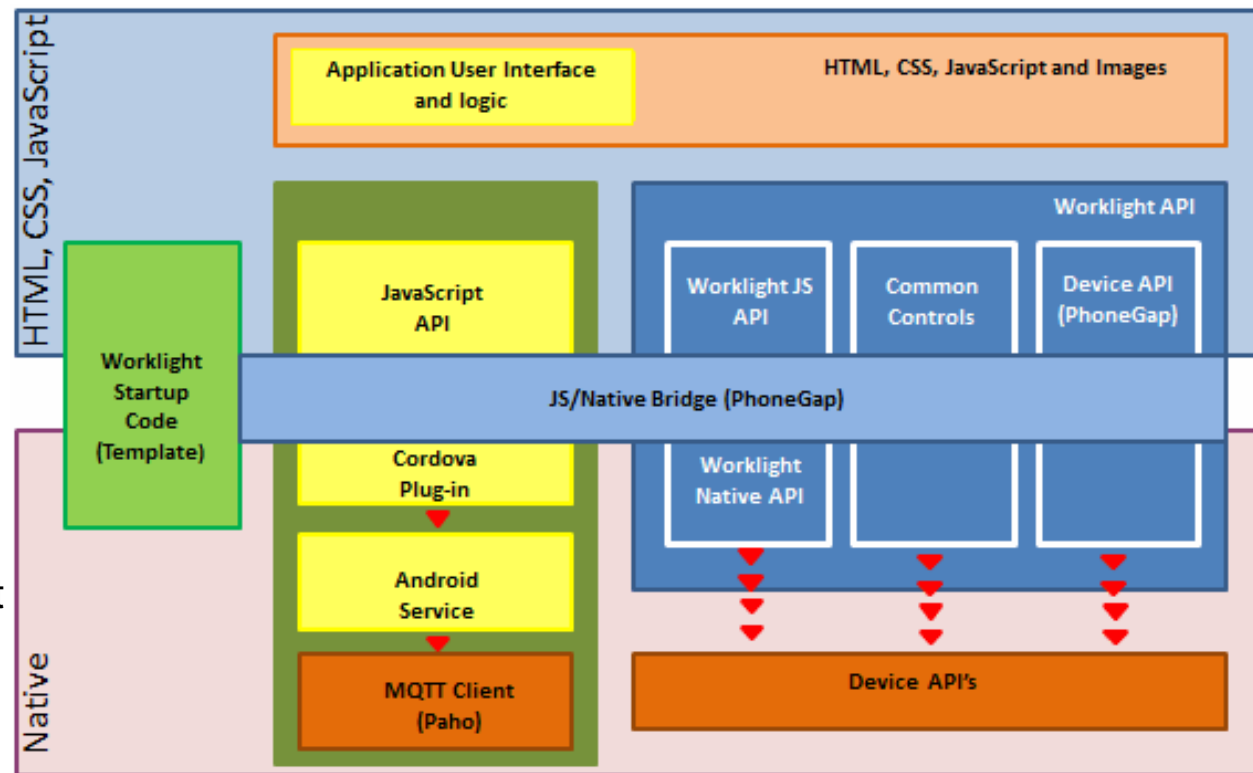 HTML, CSS, JavaScript
Application User Interface
and logic
HTML, CSS, JavaScript and Images
Worklight API
JavaScript
API
Worklight JS
API
Common
Controls
Device API
(PhoneGap)
Worklight
Startup
Code
(Template)
JS/Native Bridge (PhoneGap)
Cordova
Plug-in
Worklight
Native API
Android
Service
Native
MQTT Client
(Paho)
Device API's